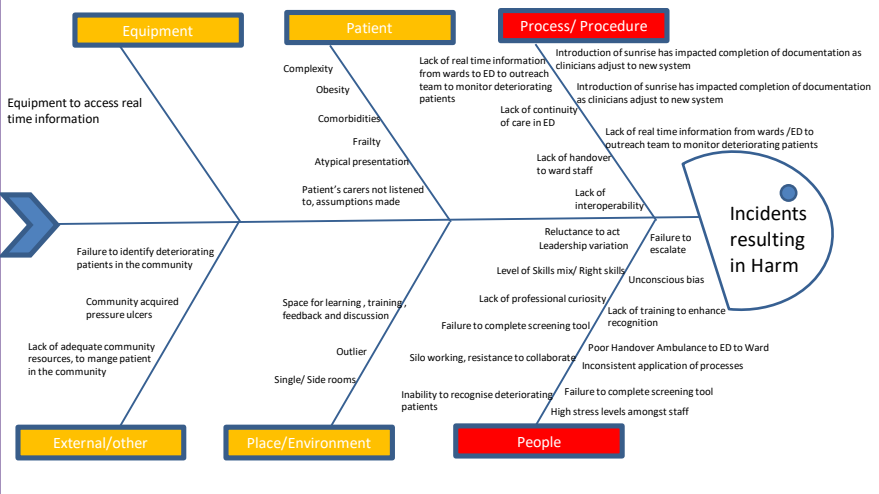 Equipment
Patient
Process/ Procedure
Equipment to access real
time information
Complexity
Obesity
Comorbidities
Frailty
Atypical presentation
Patient's carers not listened
to, assumptions made
Lack of real time information
from wards to ED to outreach
team to monitor deteriorating
patients
Lack of continuity
of care in ED
Lack of handover
to ward staff
Lack of
interoperability
Introduction of sunrise has impacted completion of documentation as
clinicians adjust to new system
Introduction of sunrise has impacted completion of documentation
as clinicians adjust to new system
Lack of real time information from wards /ED to
outreach team to monitor deteriorating patients
Incidents
resulting
in Harm
Failure to identify deteriorating
patients in the community
Community acquired
pressure ulcers
Lack of adequate community
resources, to mange patient
in the community
Space for learning , training ,
feedback and discussion
Outlier
Single/ Side rooms
Reluctance to act
Leadership variation
Level of Skills mix/ Right skills
Lack of professional curiosity
Failure to complete screening tool
Silo working, resistance to collaborate
Inability to recognise deteriorating
patients
Failure to
escalate
Unconscious bias
Lack of training to enhance
recognition
Poor Handover Ambulance to ED to Ward
Inconsistent application of processes
Failure to complete screening tool
High stress levels amongst staff
External/other
Place/Environment
People